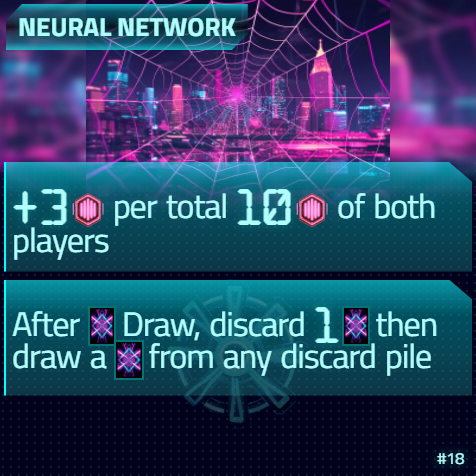 NEURAL NETWORK
+3 per total 10 of both
players
After Draw, discard 1 then
draw a from any discard pile
#18